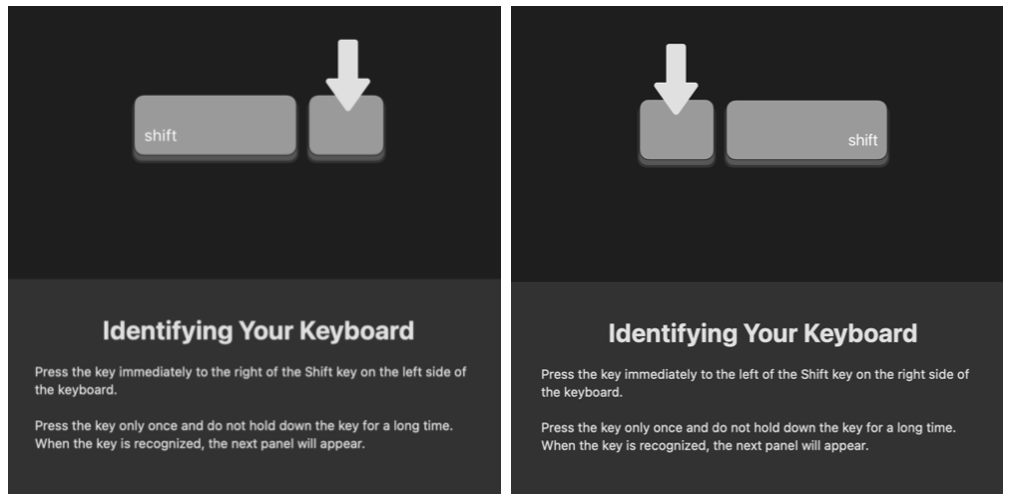 shift
Identifying Your Keyboard
Press the key immediately to the right of the Shift key on the left side of
the keyboard.
Press the key only once and do not hold down the key for a long time.
When the key is recognized, the next panel will appear.
shift
Identifying Your Keyboard
Press the key immediately to the left of the Shift key on the right side of
the keyboard.
Press the key only once and do not hold down the key for a long time.
When the key is recognized, the next panel will appear.